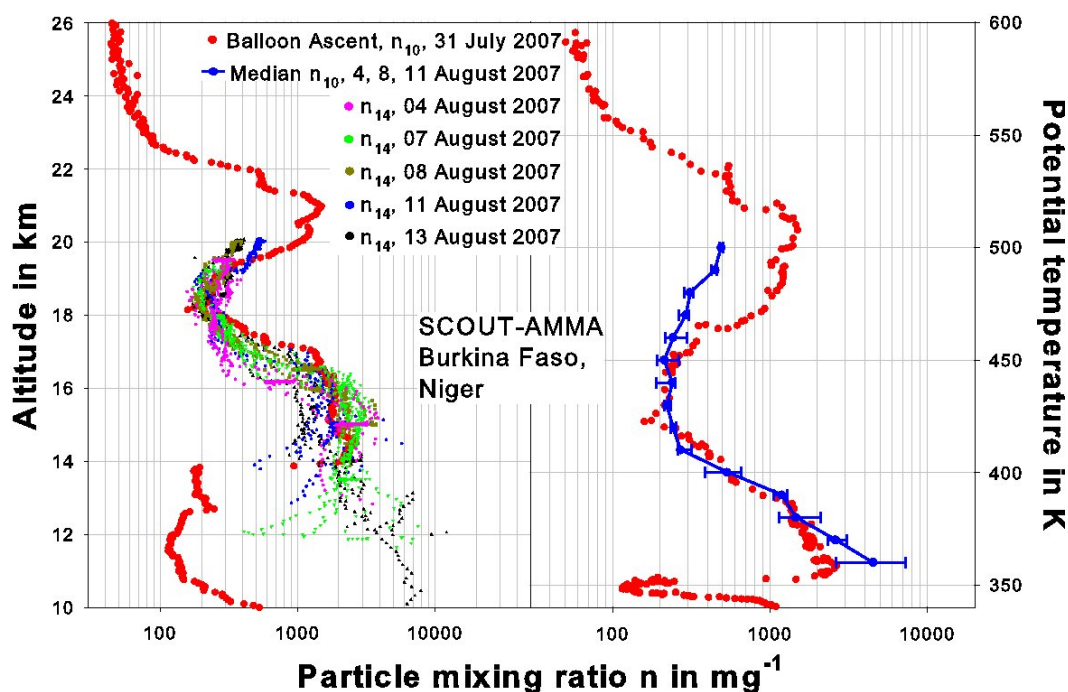 Balloon Ascent, n10, 31 July 2007
Median n10, 4, 8, 11 August 2007
n14, 04 August 2007
n14, 07 August 2007
n14, 08 August 2007
n14, 11 August 2007
n14, 13 August 2007
SCOUT-AMMA
Burkina Faso,
Niger
Altitude in km
26
24
22
20
18
16
14
12
10
100 1000 10000
100 1000 10000
Particle mixing ratio n in mg-1
600
550
500
450
400
350
Potential temperature in K